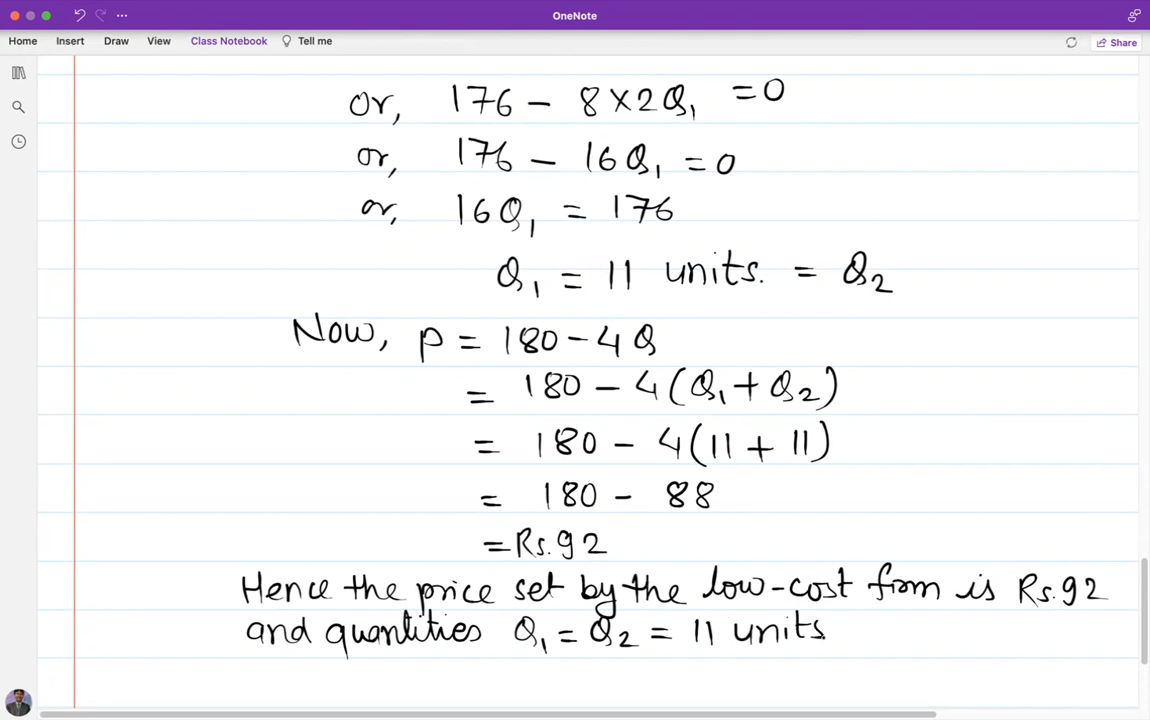 OneNote
Home Insert Draw View Class Notebook Tell me Share
or, 176 - 8×2Q₁ = 0
or, 176 - 16Q₁ = 0
or, 16Q₁ = 176
Q₁ = 11 units. = Q₂
Now, P = 180 - 4Q
= 180 - 4(Q₁ + Q₂)
= 180 - 4(11 + 11)
= 180 - 88
= Rs. 92
Hence the price set by the low-cost form is Rs. 92
and quantities Q₁ = Q₂ = 11 units